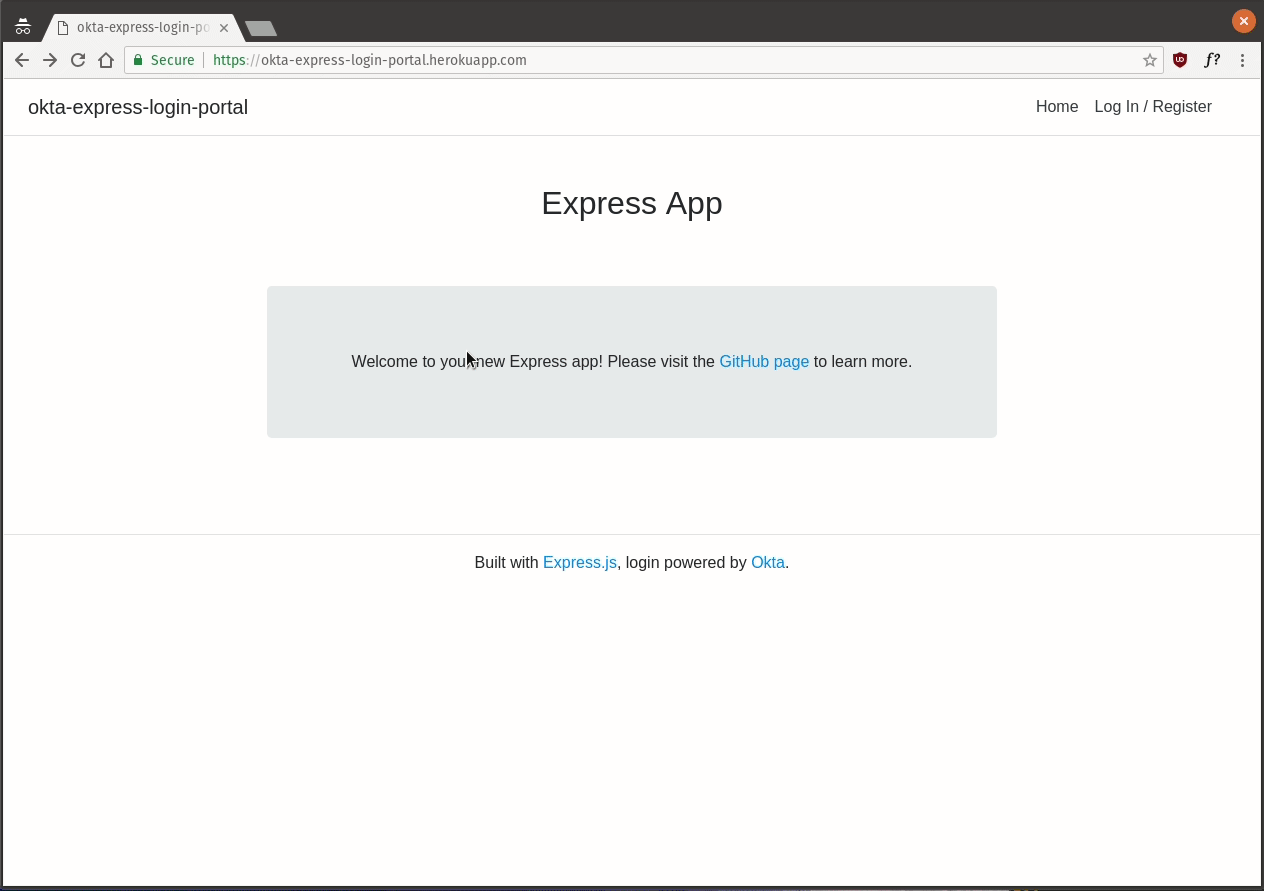 okta-express-login-po
Secure https://okta-express-login-portal.herokuapp.com f?
okta-express-login-portal Home Log In / Register
Express App
Welcome to your new Express app! Please visit the GitHub page to learn more.
Built with Express.js, login powered by Okta.